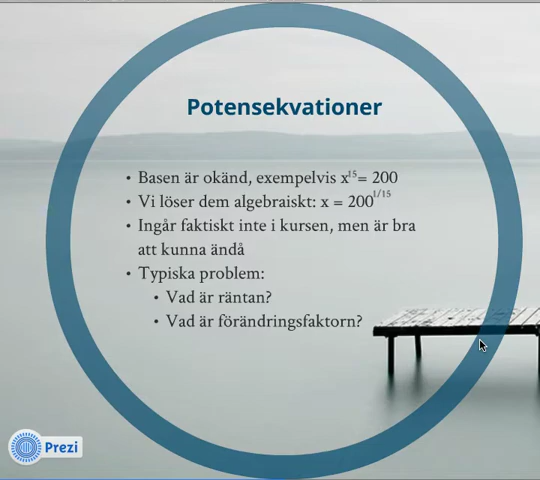 Potensekvationer
• Basen är okänd, exempelvis x¹⁵= 200
• Vi löser dem algebraiskt: x = 200^1/15
• Ingår faktiskt inte i kursen, men är bra
att kunna ändå
• Typiska problem:
• Vad är räntan?
• Vad är förändringsfaktorn?
Prezi